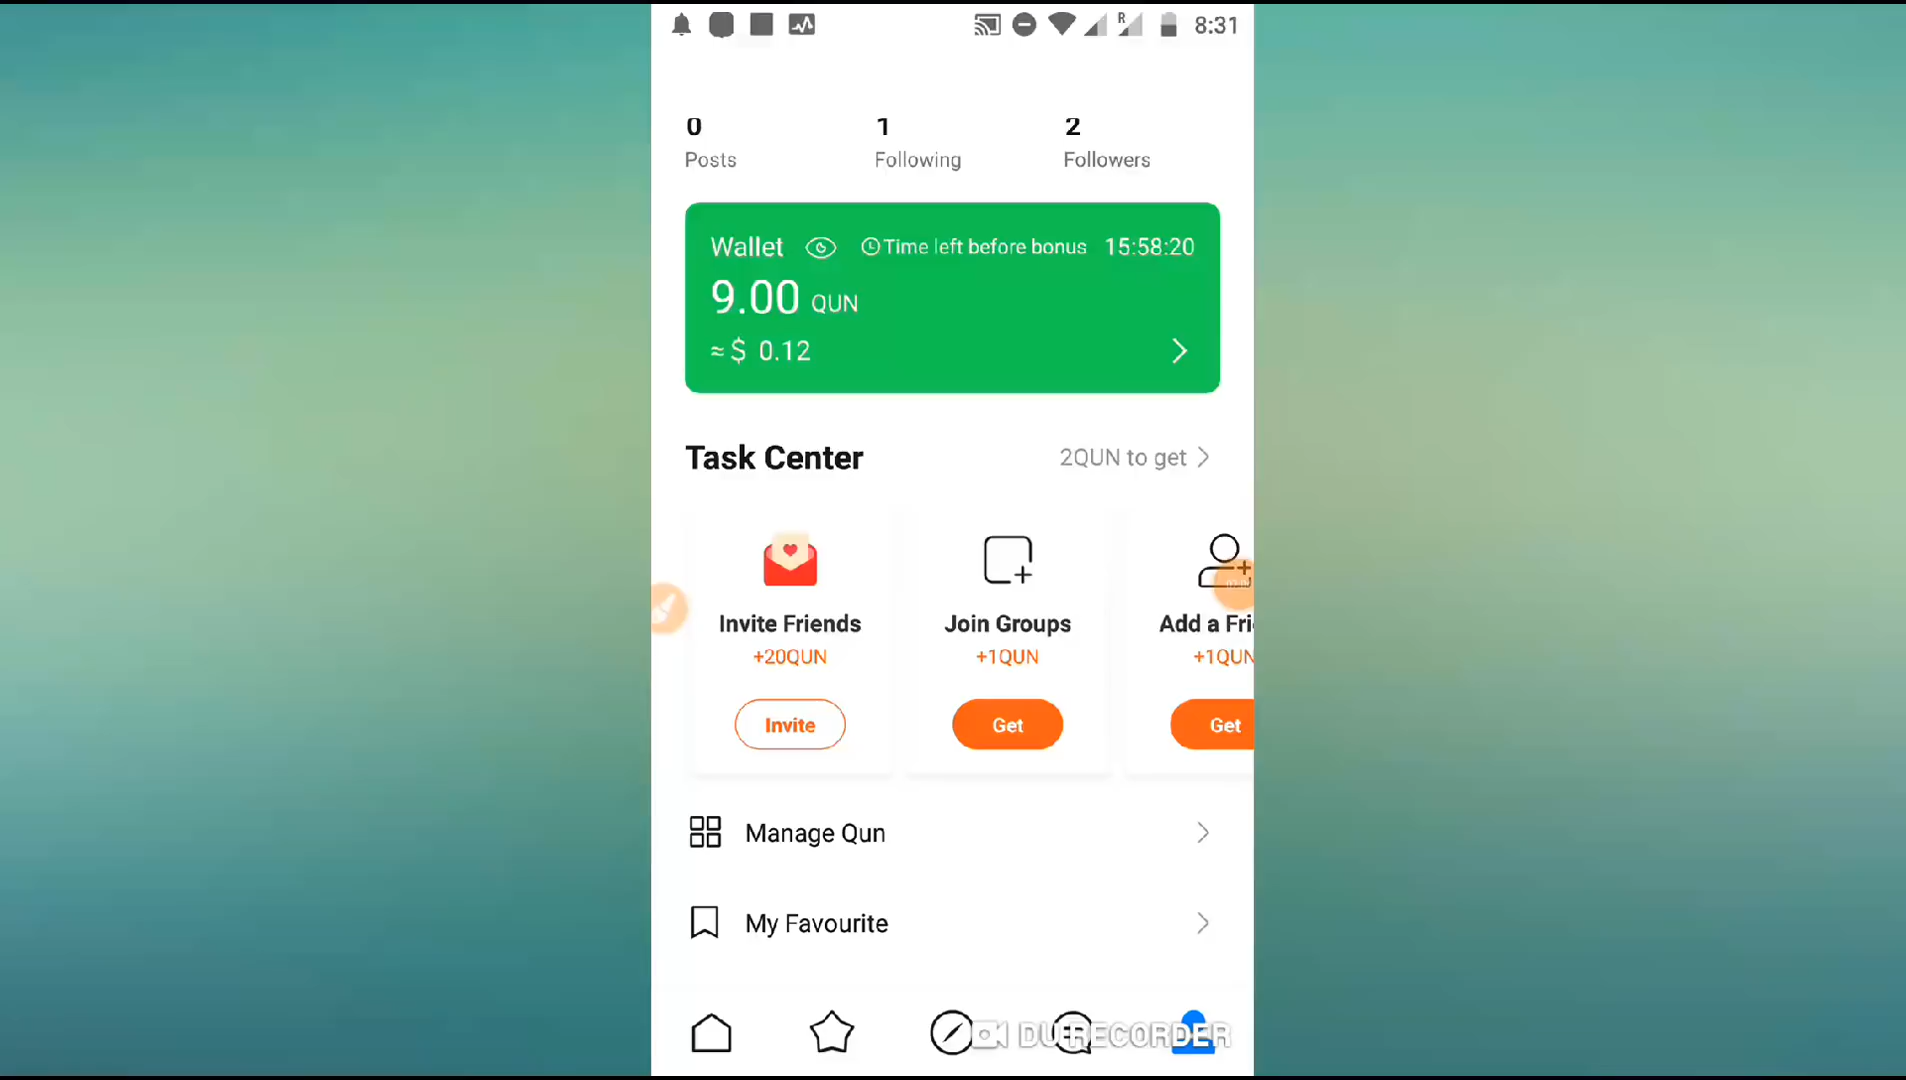 R 8:31
0 1 2
Posts Following Followers
Wallet Time left before bonus 15:58:20
9.00 QUN
≈ $ 0.12
Task Center 2QUN to get
Invite Friends Join Groups Add a Fri
+20QUN +1QUN +1QUN
Invite Get Get
Manage Qun
My Favourite
DU RECORDER